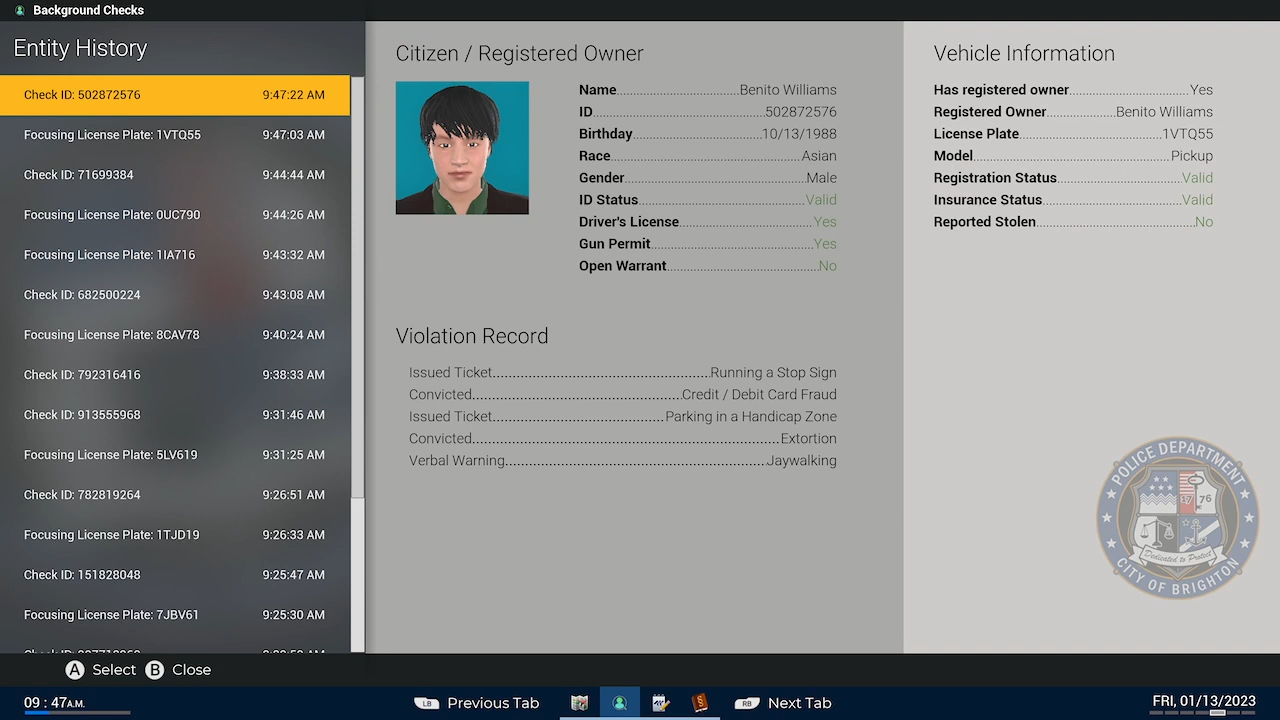 Background Checks
Entity History
Check ID: 502872576 9:47:22 AM
Focusing License Plate: 1VTQ55 9:47:03 AM
Check ID: 71699384 9:44:44 AM
Focusing License Plate: 0UC790 9:44:26 AM
Focusing License Plate: 1IA716 9:43:32 AM
Check ID: 682500224 9:43:08 AM
Focusing License Plate: 8CAV78 9:40:24 AM
Check ID: 792316416 9:38:33 AM
Check ID: 913555968 9:31:46 AM
Focusing License Plate: 5LV619 9:31:25 AM
Check ID: 782819264 9:26:51 AM
Focusing License Plate: 1TJD19 9:26:33 AM
Check ID: 151828048 9:25:47 AM
Focusing License Plate: 7JBV61 9:25:30 AM
Citizen / Registered Owner
Name Benito Williams
ID 502872576
Birthday 10/13/1988
Race Asian
Gender Male
ID Status Valid
Driver's License Yes
Gun Permit Yes
Open Warrant No
Violation Record
Issued Ticket Running a Stop Sign
Convicted Credit / Debit Card Fraud
Issued Ticket Parking in a Handicap Zone
Convicted Extortion
Verbal Warning Jaywalking
Vehicle Information
Has registered owner Yes
Registered Owner Benito Williams
License Plate 1VTQ55
Model Pickup
Registration Status Valid
Insurance Status Valid
Reported Stolen No
POLICE DEPARTMENT
17 76
Dedicated to Protect
CITY OF BRIGHTON
A Select B Close
09 : 47 A.M.
LB Previous Tab
RB Next Tab
FRI, 01/13/2023